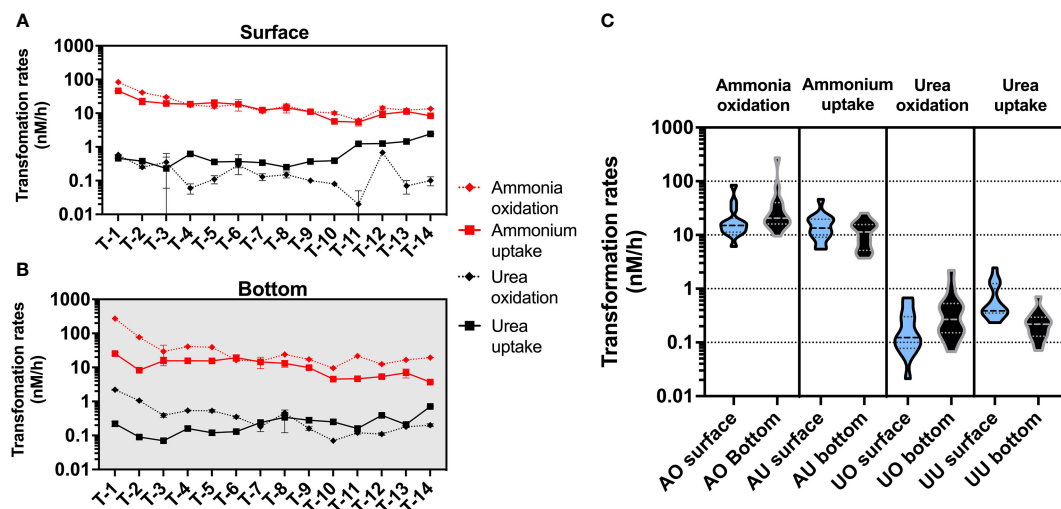 A
Surface
Transfomation rates
(nM/h)
1000
100
10
1
0.1
0.01
T-1
T-2
T-3
T-4
T-5
T-6
T-7
T-8
T-9
T-10
T-11
T-12
T-13
T-14
B
Bottom
Transformation rates
(nM/h)
1000
100
10
1
0.1
0.01
T-1
T-2
T-3
T-4
T-5
T-6
T-7
T-8
T-9
T-10
T-11
T-12
T-13
T-14
Ammonia
oxidation
Ammonium
uptake
Urea
oxidation
Urea
uptake
C
Ammonia
oxidation
Ammonium
uptake
Urea
oxidation
Urea
uptake
Transformation rates
(nM/h)
1000
100
10
1
0.1
0.01
AO surface
AO Bottom
AU surface
AU bottom
UO surface
UO bottom
UU surface
UU bottom